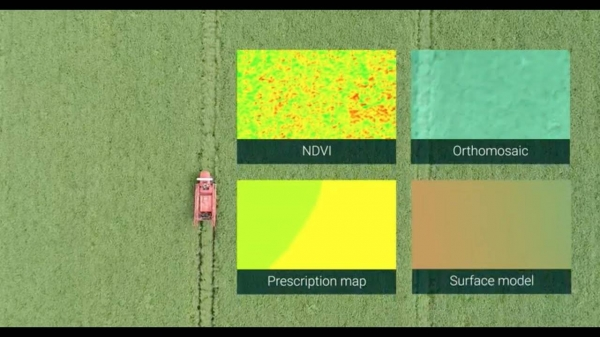 NDVI
Orthomosaic
Prescription map
Surface model